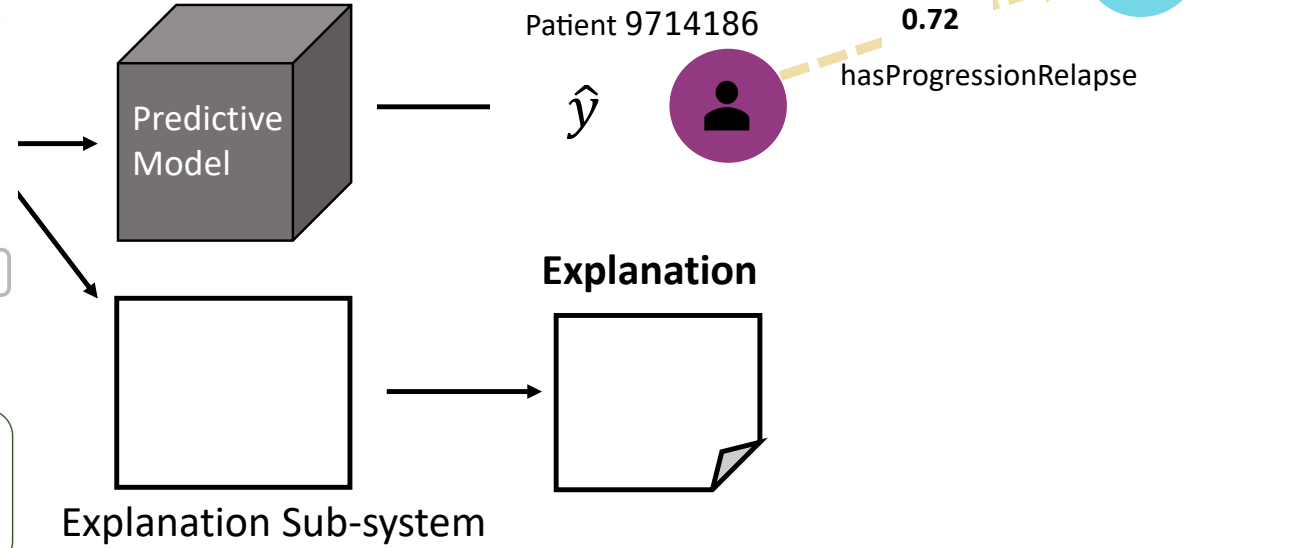 Patient 9714186
0.72
hasProgressionRelapse
Predictive
Model
ŷ
Explanation
Explanation Sub-system